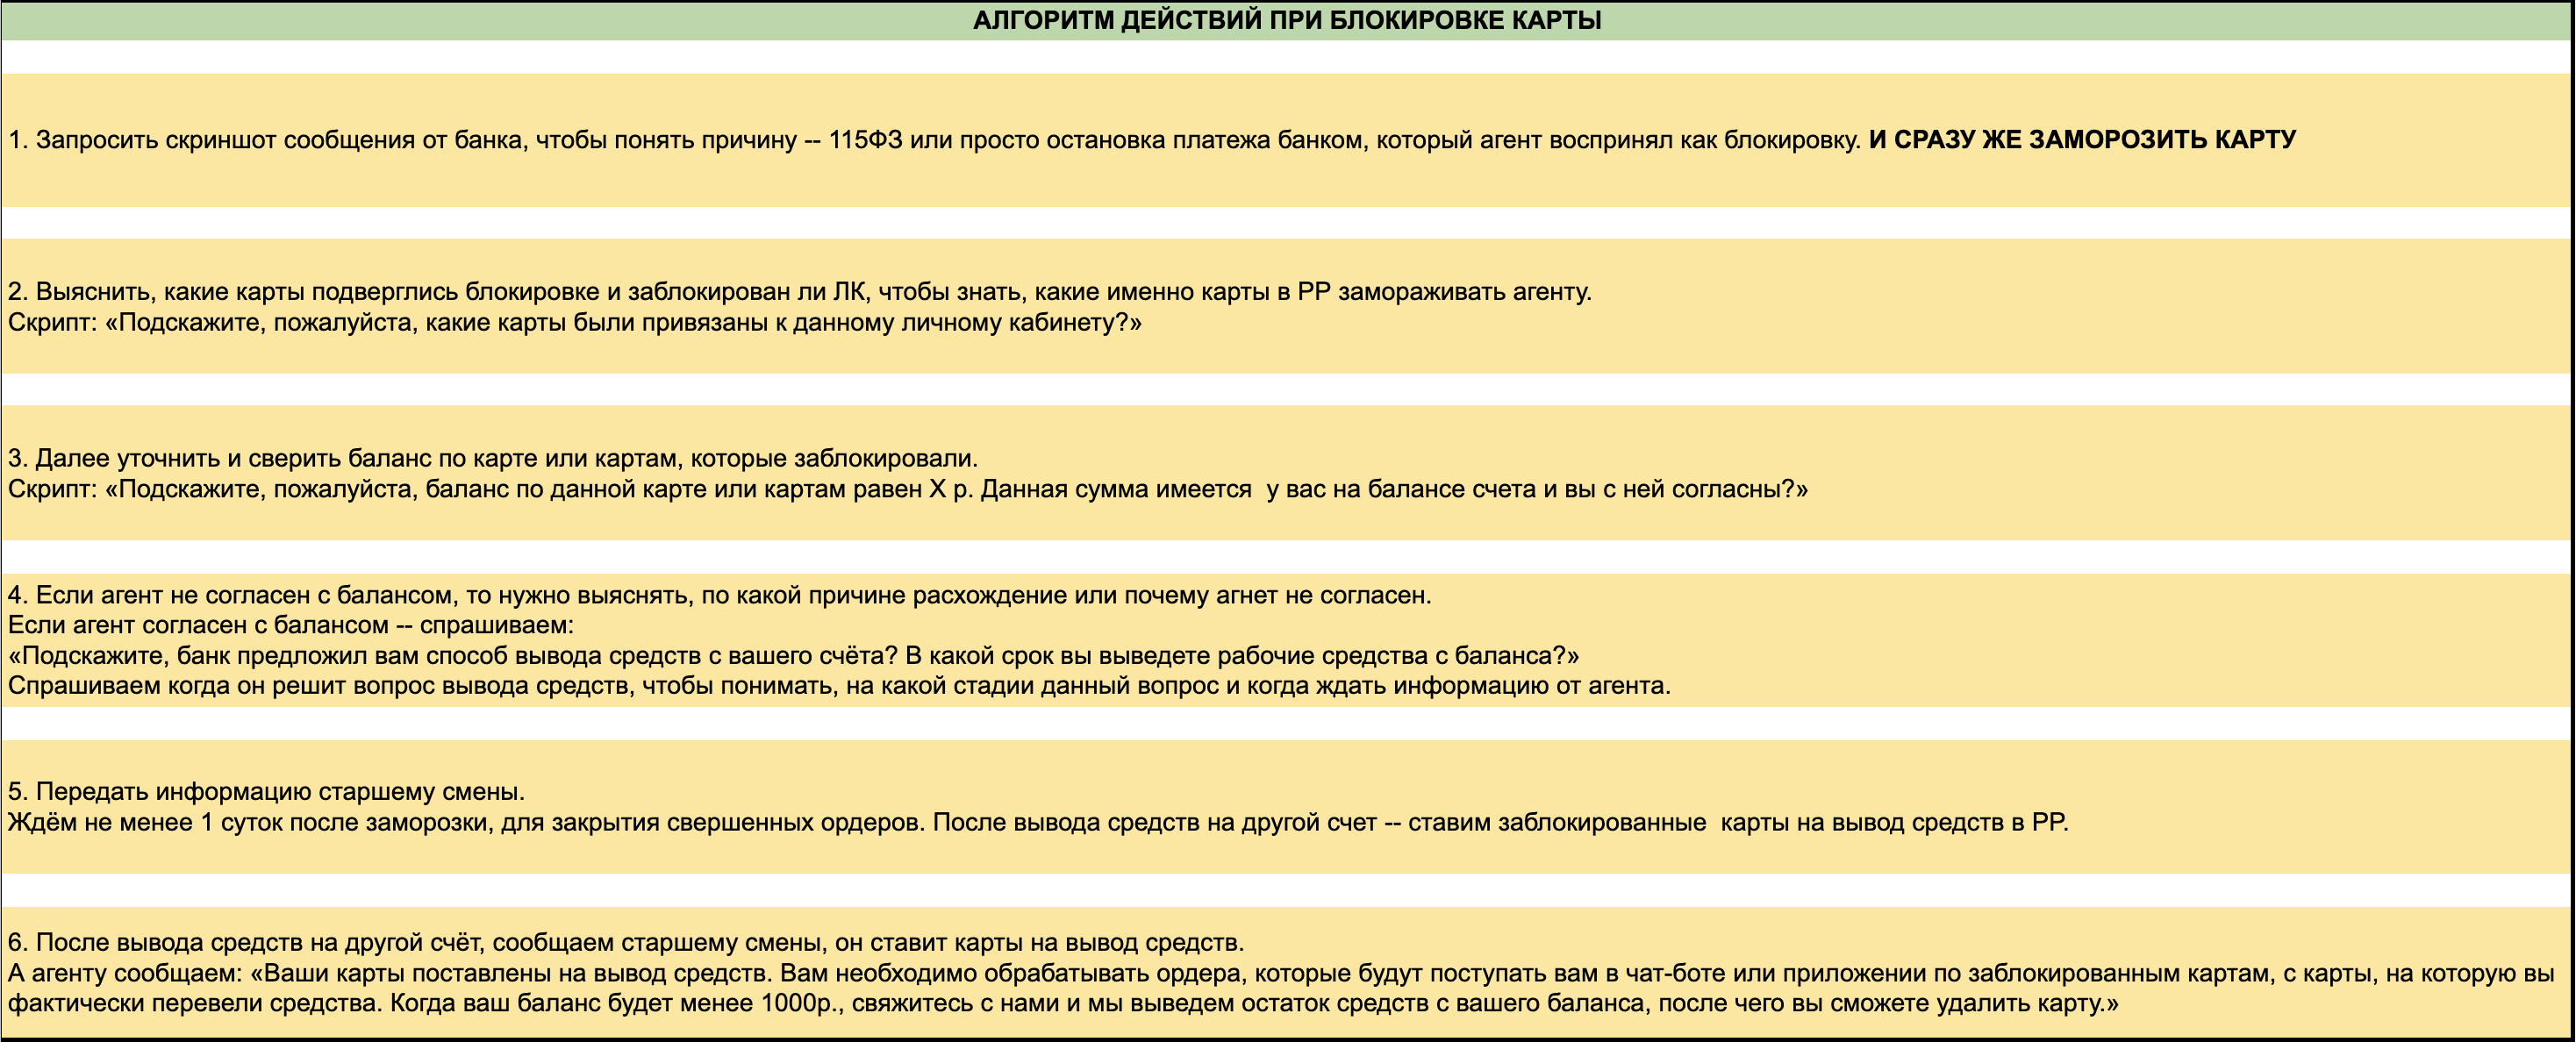 АЛГОРИТМ ДЕЙСТВИЙ ПРИ БЛОКИРОВКЕ КАРТЫ
1. Запросить скриншот сообщения от банка, чтобы понять причину -- 115ФЗ или просто остановка платежа банком, который агент воспринял как блокировку. И СРАЗУ ЖЕ ЗАМОРОЗИТЬ КАРТУ
2. Выяснить, какие карты подверглись блокировке и заблокирован ли ЛК, чтобы знать, какие именно карты в РР замораживать агенту.
Скрипт: «Подскажите, пожалуйста, какие карты были привязаны к данному личному кабинету?»
3. Далее уточнить и сверить баланс по карте или картам, которые заблокировали.
Скрипт: «Подскажите, пожалуйста, баланс по данной карте или картам равен Х р. Данная сумма имеется  у вас на балансе счета и вы с ней согласны?»
4. Если агент не согласен с балансом, то нужно выяснять, по какой причине расхождение или почему агнет не согласен.
Если агент согласен с балансом -- спрашиваем:
«Подскажите, банк предложил вам способ вывода средств с вашего счёта? В какой срок вы выведете рабочие средства с баланса?»
Спрашиваем когда он решит вопрос вывода средств, чтобы понимать, на какой стадии данный вопрос и когда ждать информацию от агента.
5. Передать информацию старшему смены.
Ждём не менее 1 суток после заморозки, для закрытия свершенных ордеров. После вывода средств на другой счет -- ставим заблокированные  карты на вывод средств в РР.
6. После вывода средств на другой счёт, сообщаем старшему смены, он ставит карты на вывод средств.
А агенту сообщаем: «Ваши карты поставлены на вывод средств. Вам необходимо обрабатывать ордера, которые будут поступать вам в чат-боте или приложении по заблокированным картам, с карты, на которую вы
фактически перевели средства. Когда ваш баланс будет менее 1000р., свяжитесь с нами и мы выведем остаток средств с вашего баланса, после чего вы сможете удалить карту.»